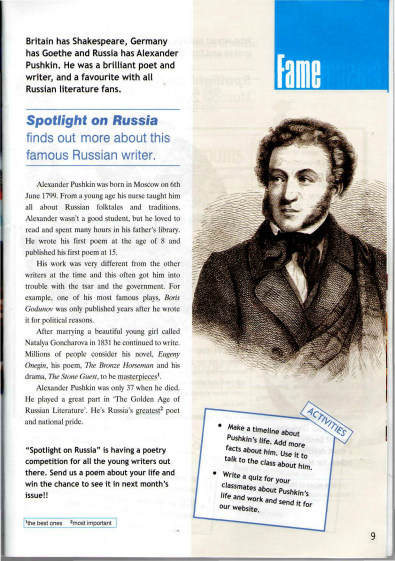 Britain has Shakespeare, Germany
has Goethe and Russia has Alexander
Pushkin. He was a brilliant poet and
writer, and a favourite with all
Russian literature fans.
Fame
Spotlight on Russia
finds out more about this
famous Russian writer.
Alexander Pushkin was born in Moscow on 6th
June 1799. From a young age his nurse taught him
all about Russian folktales and traditions.
Alexander wasn't a good student, but he loved to
read and spent many hours in his father's library.
He wrote his first poem at the age of 8 and
published his first poem at 15.
His work was very different from the other
writers at the time and this often got him into
trouble with the tsar and the government. For
example, one of his most famous plays, Boris
Godunov was only published years after he wrote
it for political reasons.
After marrying a beautiful young girl called
Natalya Goncharova in 1831 he continued to write.
Millions of people consider his novel, Eugeny
Onegin, his poem, The Bronze Horseman and his
drama, The Stone Guest, to be masterpieces¹.
Alexander Pushkin was only 37 when he died.
He played a great part in 'The Golden Age of
Russian Literature'. He's Russia's greatest² poet
and national pride.
"Spotlight on Russia" is having a poetry
competition for all the young writers out
there. Send us a poem about your life and
win the chance to see it in next month's
issue!!
¹the best ones ²most important
ACTIVITIES
• Make a timeline about
Pushkin's life. Add more
facts about him. Use it to
talk to the class about him.
• Write a quiz for your
classmates about Pushkin's
life and work and send it for
our website.
9